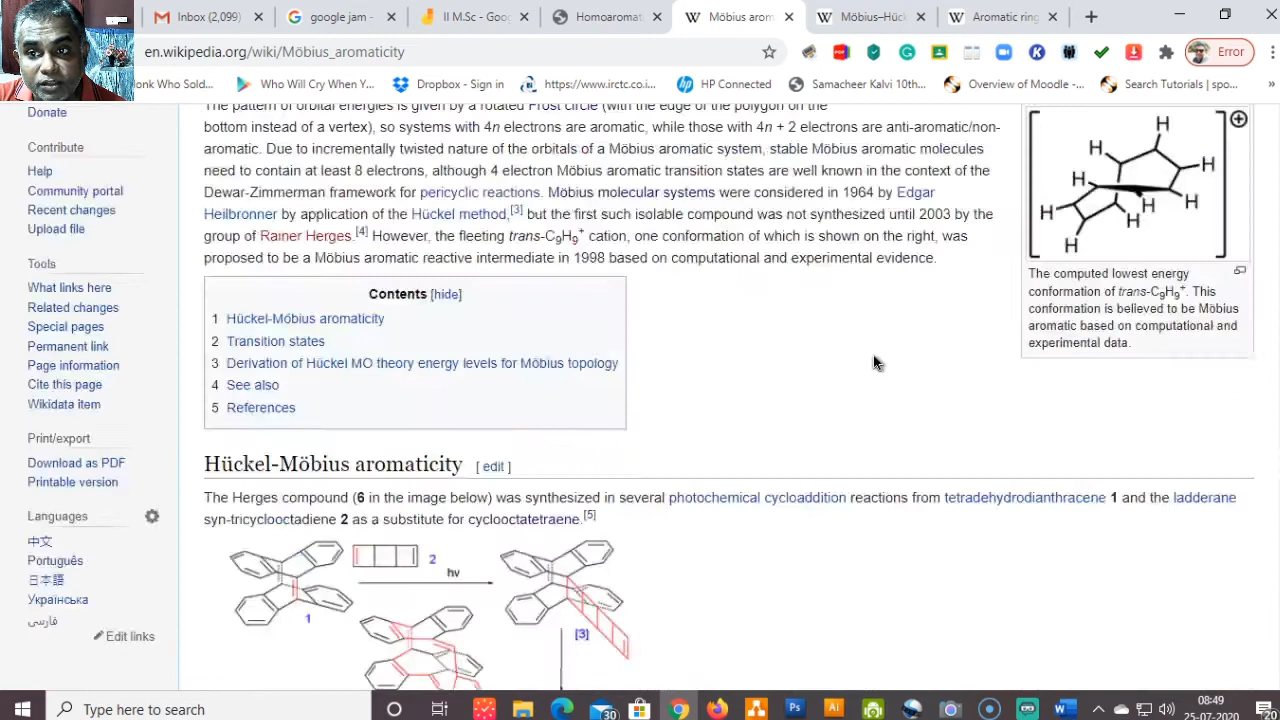 Inbox (2,099)
google jam -
II M.Sc - Goo
Homoaromat
Möbius arom
Möbius–Hück
Aromatic ring
en.wikipedia.org/wiki/Möbius_aromaticity
Error
onk Who Sold...
Who Will Cry When Y...
Dropbox - Sign in
https://www.irctc.co.i...
HP Connected
Samacheer Kalvi 10th...
Overview of Moodle -...
Search Tutorials | spo...
»
Donate
Contribute
Help
Community portal
Recent changes
Upload file
Tools
What links here
Related changes
Special pages
Permanent link
Page information
Cite this page
Wikidata item
Print/export
Download as PDF
Printable version
Languages
中文
Português
日本語
Українська
فارسی
Edit links
The pattern of orbital energies is given by a rotated Frost circle (with the edge of the polygon on the
bottom instead of a vertex), so systems with 4n electrons are aromatic, while those with 4n + 2 electrons are anti-aromatic/non-
aromatic. Due to incrementally twisted nature of the orbitals of a Möbius aromatic system, stable Möbius aromatic molecules
need to contain at least 8 electrons, although 4 electron Möbius aromatic transition states are well known in the context of the
Dewar-Zimmerman framework for pericyclic reactions. Möbius molecular systems were considered in 1964 by Edgar
Heilbronner by application of the Hückel method,[3] but the first such isolable compound was not synthesized until 2003 by the
group of Rainer Herges.[4] However, the fleeting trans-C9H9+ cation, one conformation of which is shown on the right, was
proposed to be a Möbius aromatic reactive intermediate in 1998 based on computational and experimental evidence.
Contents [hide]
1 Hückel-Möbius aromaticity
2 Transition states
3 Derivation of Hückel MO theory energy levels for Möbius topology
4 See also
5 References
H
H
H
H
H
H
H
H
H
The computed lowest energy
conformation of trans-C9H9+. This
conformation is believed to be Möbius
aromatic based on computational and
experimental data.
Hückel-Möbius aromaticity [ edit ]
The Herges compound (6 in the image below) was synthesized in several photochemical cycloaddition reactions from tetradehydrodianthracene 1 and the ladderane
syn-tricyclooctadiene 2 as a substitute for cyclooctatetraene.[5]
2
hν
1
[3]
Type here to search
30
08:49
25-07-2020
20